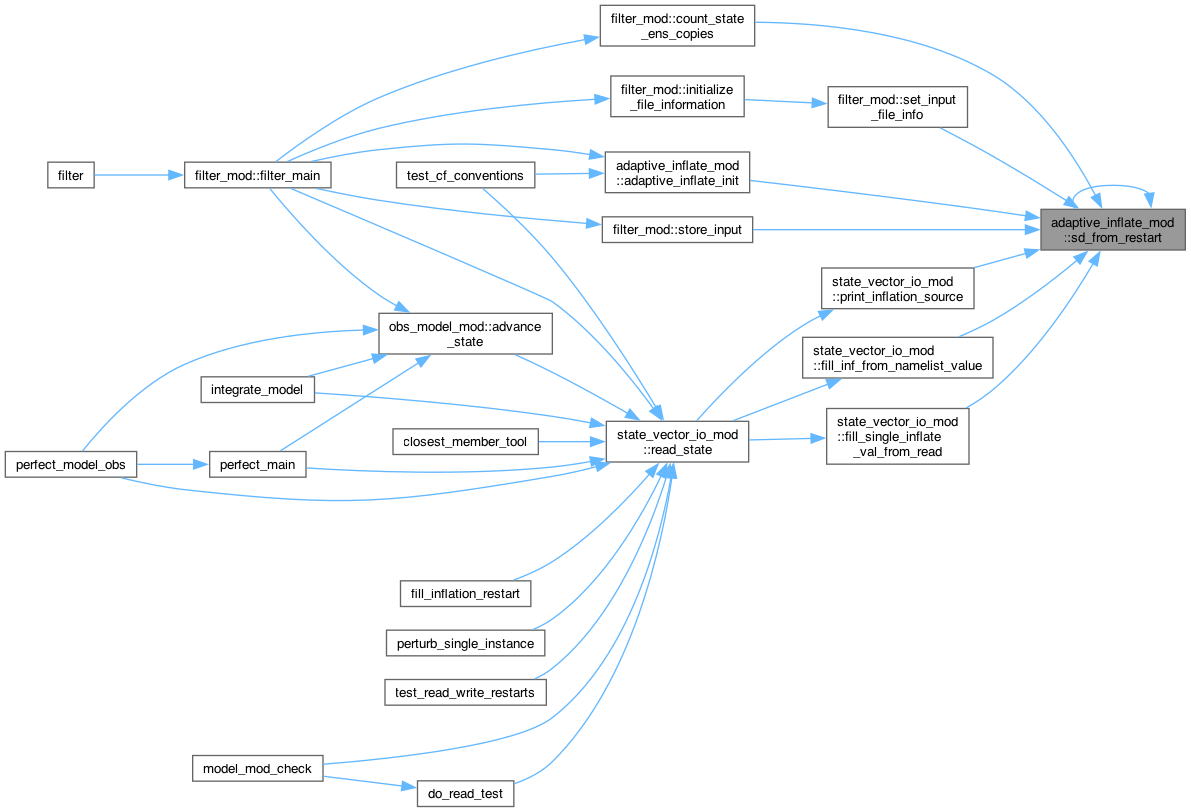 filter_mod::count_state
_ens_copies
filter_mod::initialize
_file_information
filter_mod::set_input
_file_info
filter
filter_mod::filter_main
test_cf_conventions
adaptive_inflate_mod
::adaptive_inflate_init
adaptive_inflate_mod
::sd_from_restart
filter_mod::store_input
state_vector_io_mod
::print_inflation_source
obs_model_mod::advance
_state
state_vector_io_mod
::fill_inf_from_namelist_value
integrate_model
closest_member_tool
state_vector_io_mod
::read_state
state_vector_io_mod
::fill_single_inflate
_val_from_read
perfect_model_obs
perfect_main
fill_inflation_restart
perturb_single_instance
test_read_write_restarts
model_mod_check
do_read_test